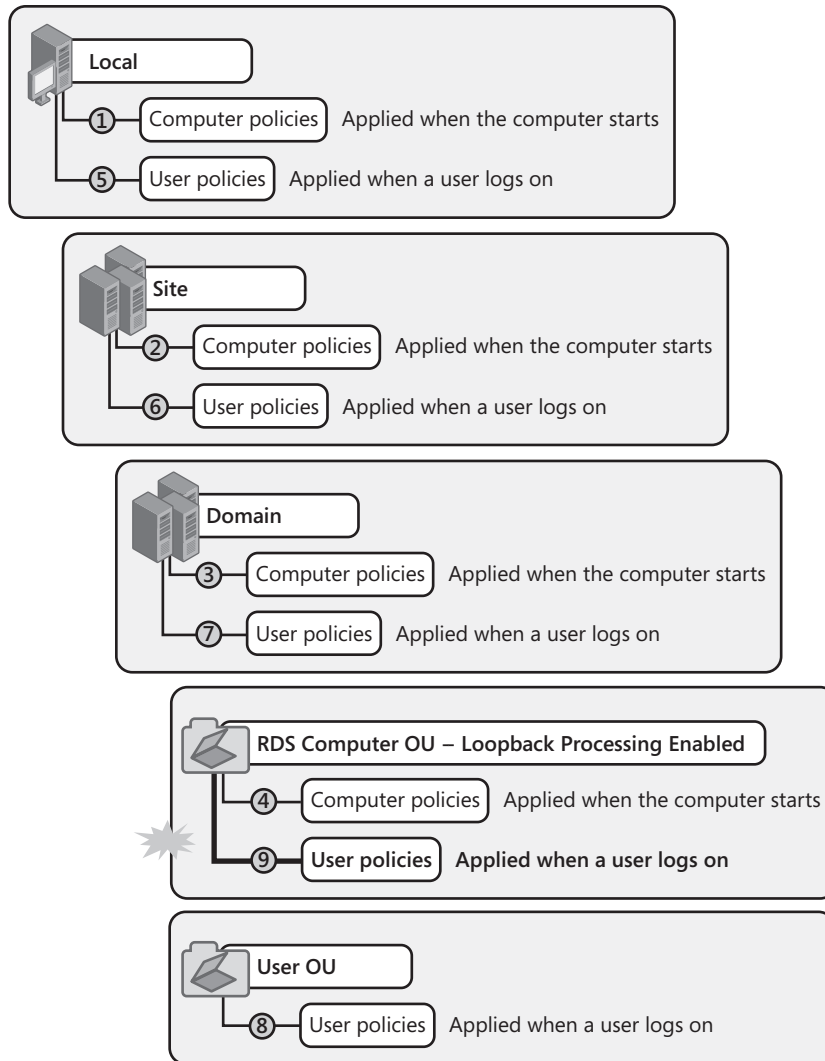 Local
1 Computer policies Applied when the computer starts
5 User policies Applied when a user logs on
Site
2 Computer policies Applied when the computer starts
6 User policies Applied when a user logs on
Domain
3 Computer policies Applied when the computer starts
7 User policies Applied when a user logs on
RDS Computer OU – Loopback Processing Enabled
4 Computer policies Applied when the computer starts
9 User policies Applied when a user logs on
User OU
8 User policies Applied when a user logs on